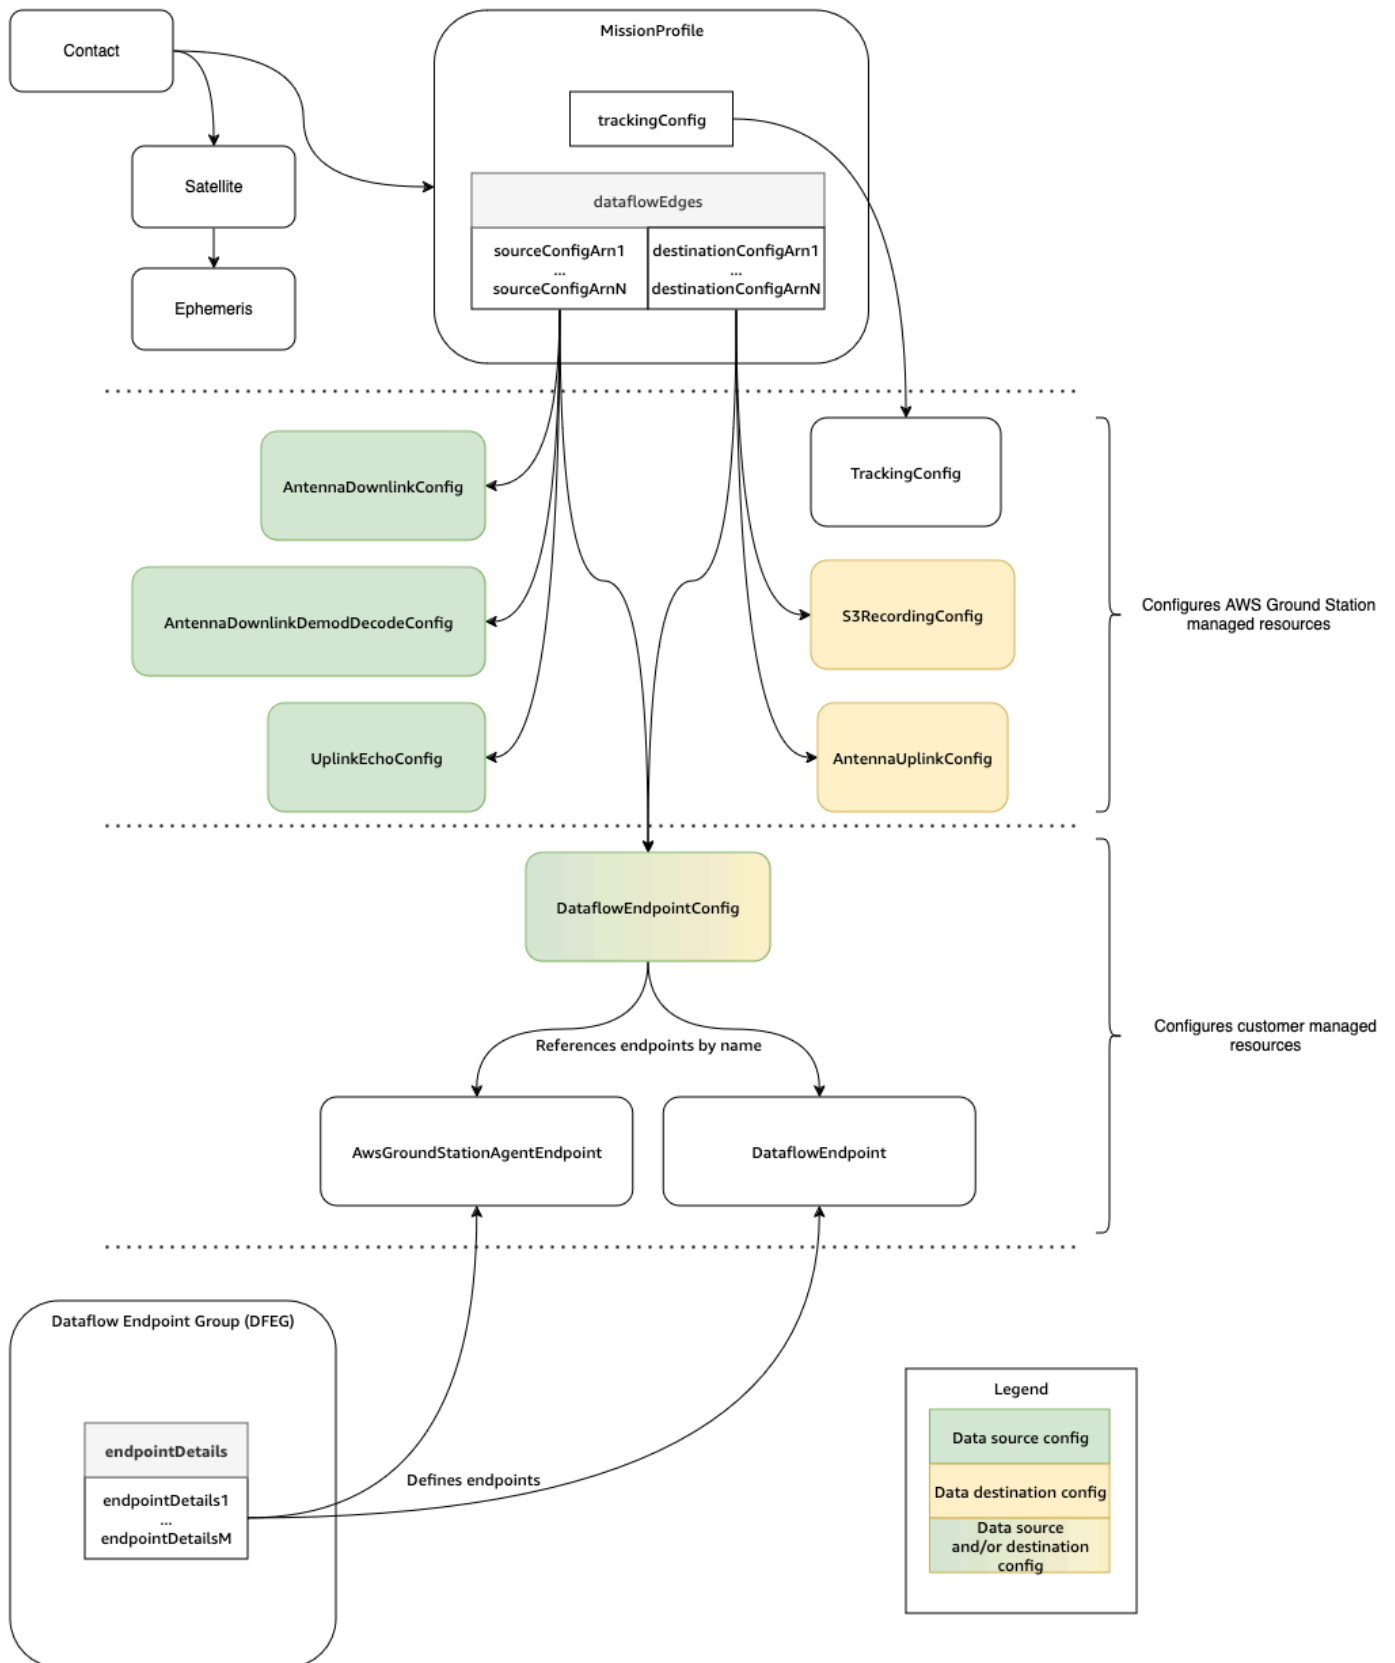 Contact
MissionProfile
trackingConfig
Satellite
dataflowEdges
sourceConfigArn1
...
sourceConfigArnN
destinationConfigArn1
...
destinationConfigArnN
Ephemeris
AntennaDownlinkConfig
TrackingConfig
AntennaDownlinkDemodDecodeConfig
S3RecordingConfig
Configures AWS Ground Station
managed resources
UplinkEchoConfig
AntennaUplinkConfig
DataflowEndpointConfig
Configures customer managed
resources
References endpoints by name
AwsGroundStationAgentEndpoint
DataflowEndpoint
Dataflow Endpoint Group (DFEG)
endpointDetails
endpointDetails1
...
endpointDetailsM
Defines endpoints
Legend
Data source config
Data destination config
Data source
and/or destination
config